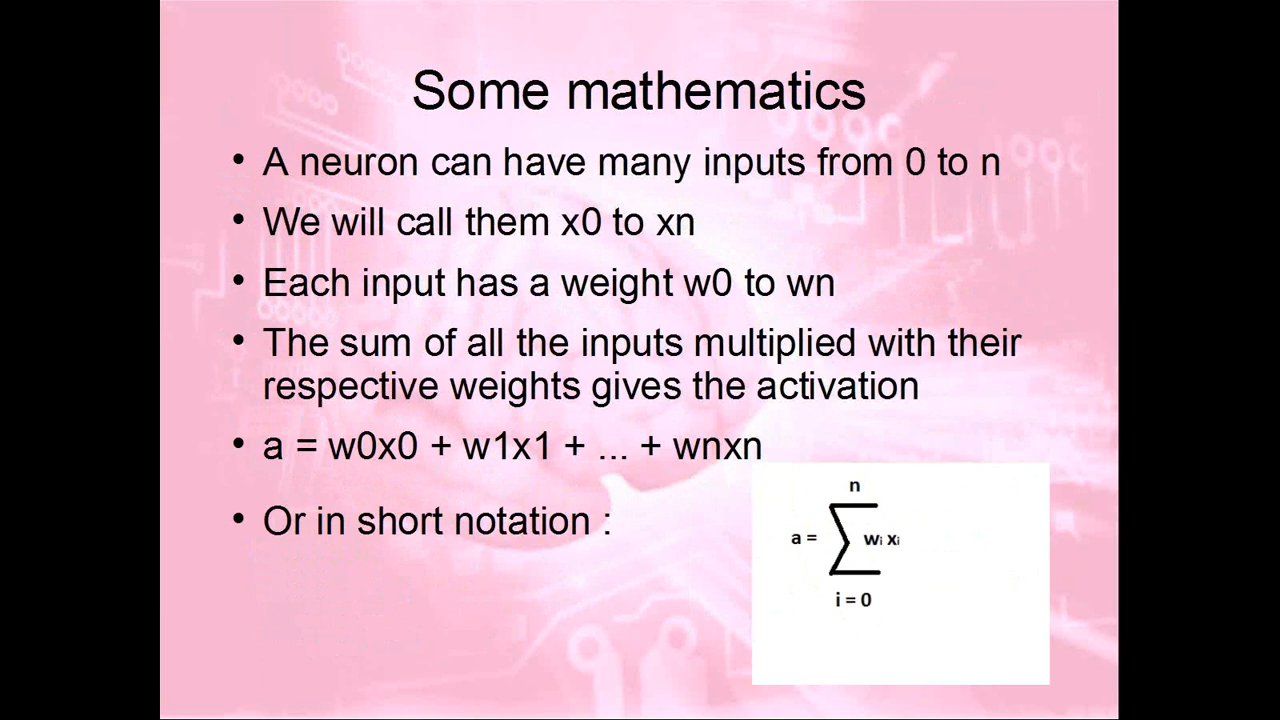 Some mathematics
• A neuron can have many inputs from 0 to n
• We will call them x0 to xn
• Each input has a weight w0 to wn
• The sum of all the inputs multiplied with their
respective weights gives the activation
• a = w0x0 + w1x1 + ... + wnxn
• Or in short notation :
n
a = ∑ wᵢ xᵢ
i = 0